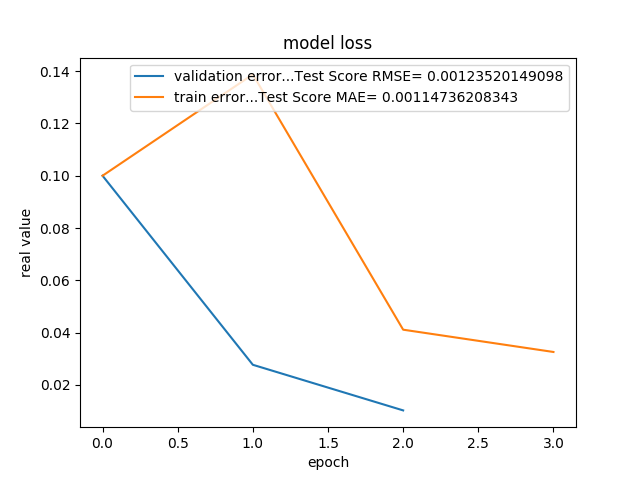 model loss
validation error...Test Score RMSE= 0.00123520149098
train error...Test Score MAE= 0.00114736208343
0.14
0.12
0.10
0.08
0.06
0.04
0.02
real value
0.0 0.5 1.0 1.5 2.0 2.5 3.0
epoch